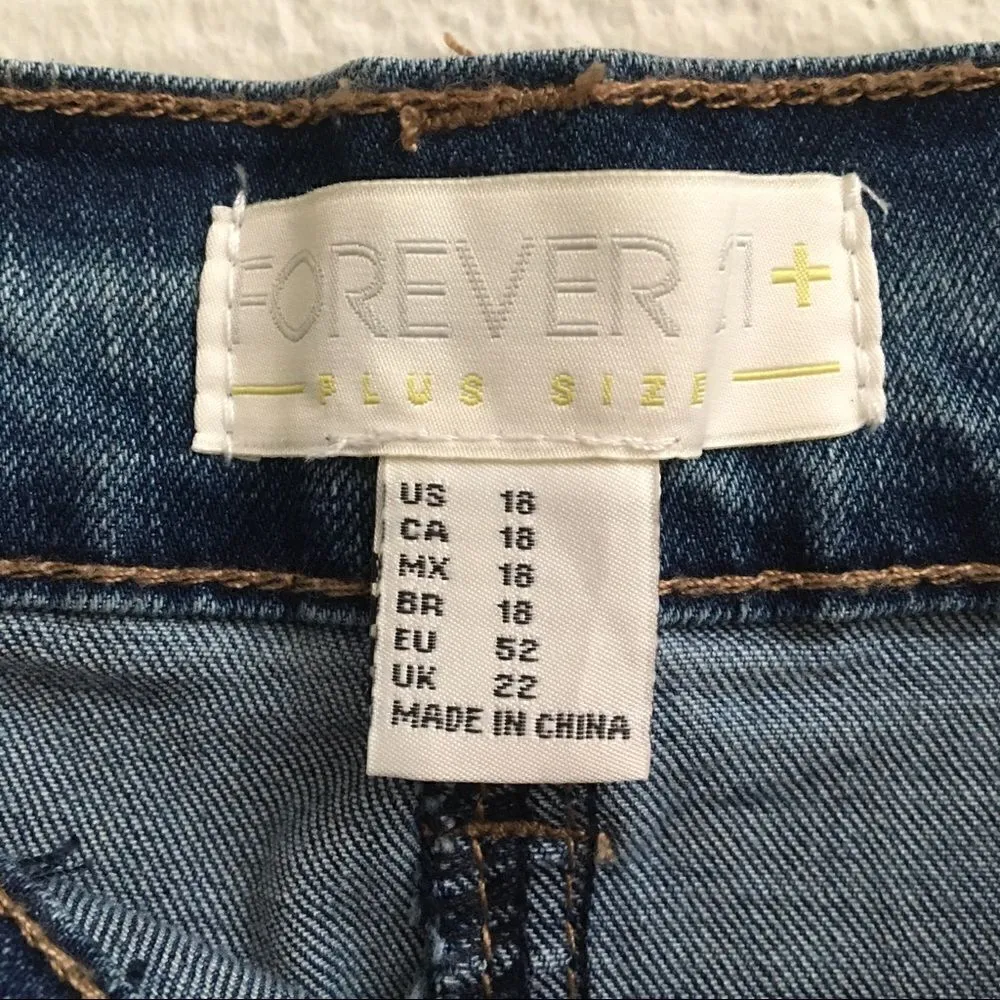 FOREVER 21+
PLUS SIZE
US 18
CA 18
MX 18
BR 18
EU 52
UK 22
MADE IN CHINA